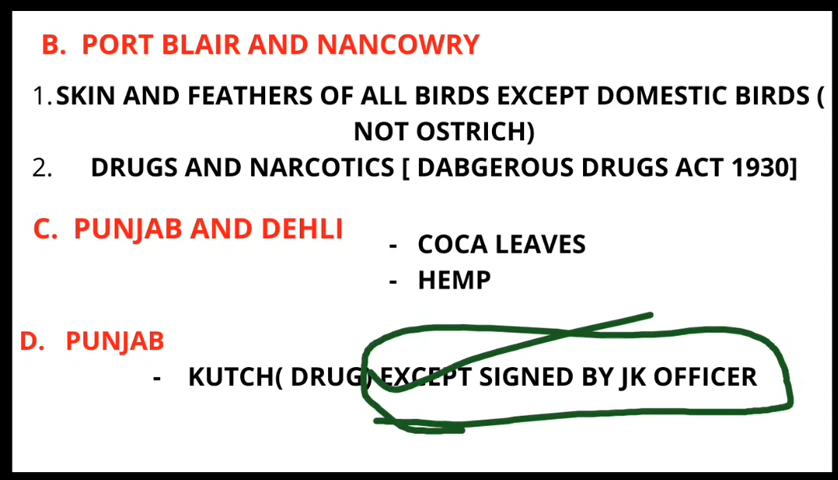 B. PORT BLAIR AND NANCOWRY
1. SKIN AND FEATHERS OF ALL BIRDS EXCEPT DOMESTIC BIRDS (
NOT OSTRICH)
2. DRUGS AND NARCOTICS [ DABGEROUS DRUGS ACT 1930]
C. PUNJAB AND DEHLI
- COCA LEAVES
- HEMP
D. PUNJAB
- KUTCH( DRUG) EXCEPT SIGNED BY JK OFFICER